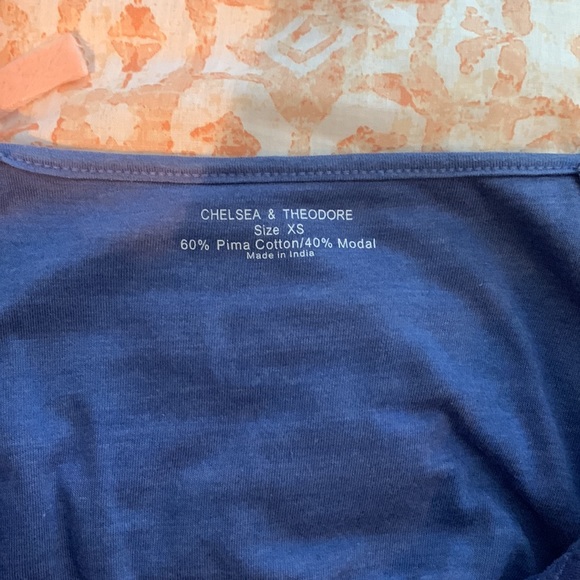 CHELSEA & THEODORE
Size XS
60% Pima Cotton/40% Modal
Made in India